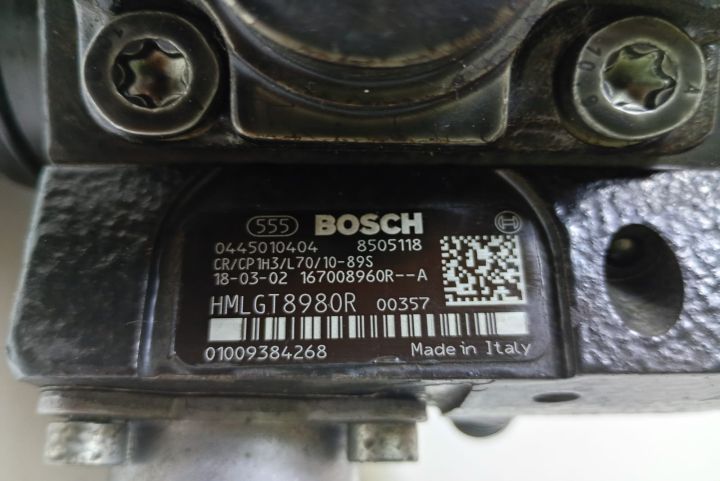 555 BOSCH
0445010404 8505118
CR/CP1H3/L70/10-89S
18-03-02 167008960R--A
HMLGT8980R 00357
01009384268 Made in Italy